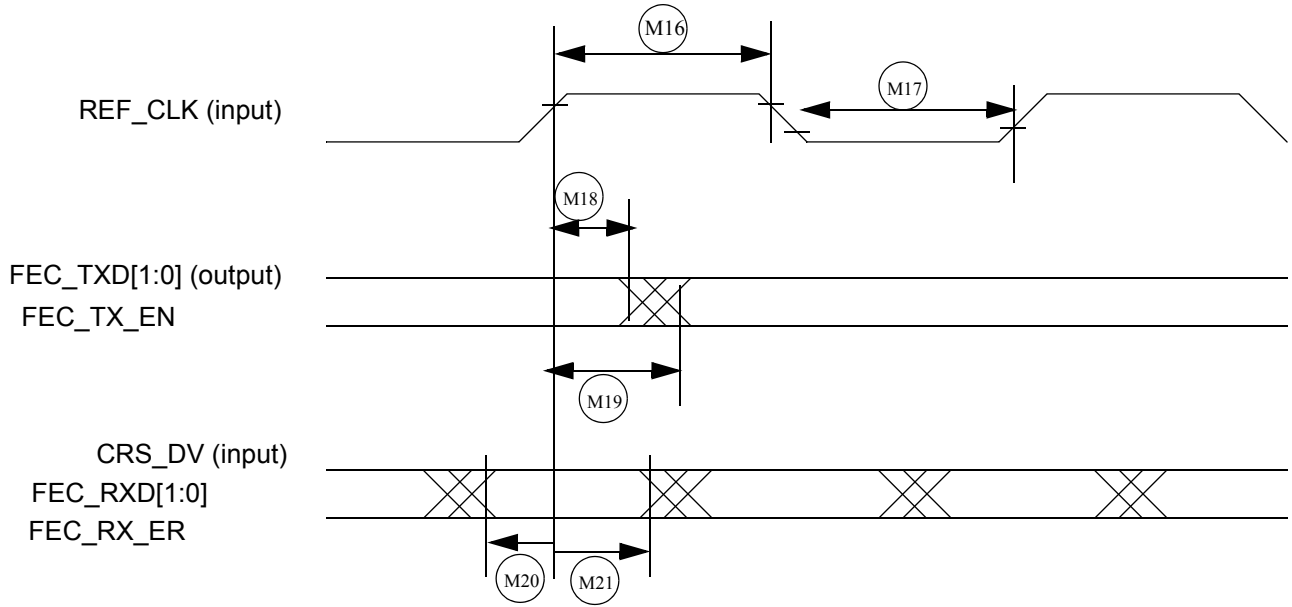 M16
REF_CLK (input)
M17
M18
FEC_TXD[1:0] (output)
FEC_TX_EN
M19
CRS_DV (input)
FEC_RXD[1:0]
FEC_RX_ER
M20
M21